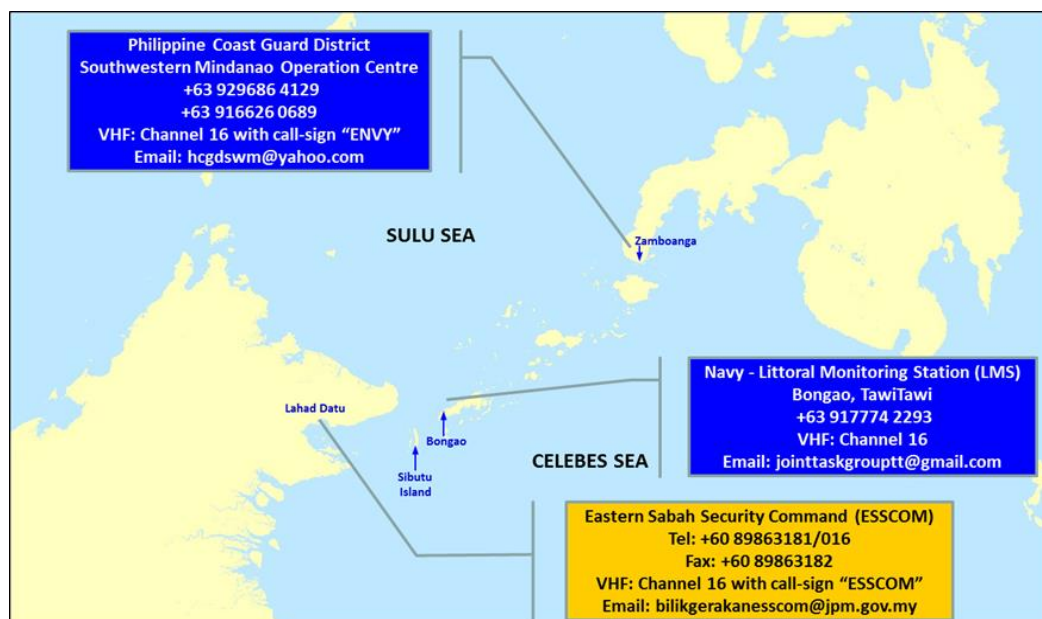 Philippine Coast Guard District
Southwestern Mindanao Operation Centre
+63 929686 4129
+63 916626 0689
VHF: Channel 16 with call-sign “ENVY”
Email: hcgdswm@yahoo.com
SULU SEA
Zamboanga
Navy - Littoral Monitoring Station (LMS)
Bongao, TawiTawi
+63 917774 2293
VHF: Channel 16
Email: jointtaskgrouptt@gmail.com
Lahad Datu
Bongao
CELEBES SEA
Sibutu
Island
Eastern Sabah Security Command (ESSCOM)
Tel: +60 89863181/016
Fax: +60 89863182
VHF: Channel 16 with call-sign “ESSCOM”
Email: bilikgerakanesscom@jpm.gov.my